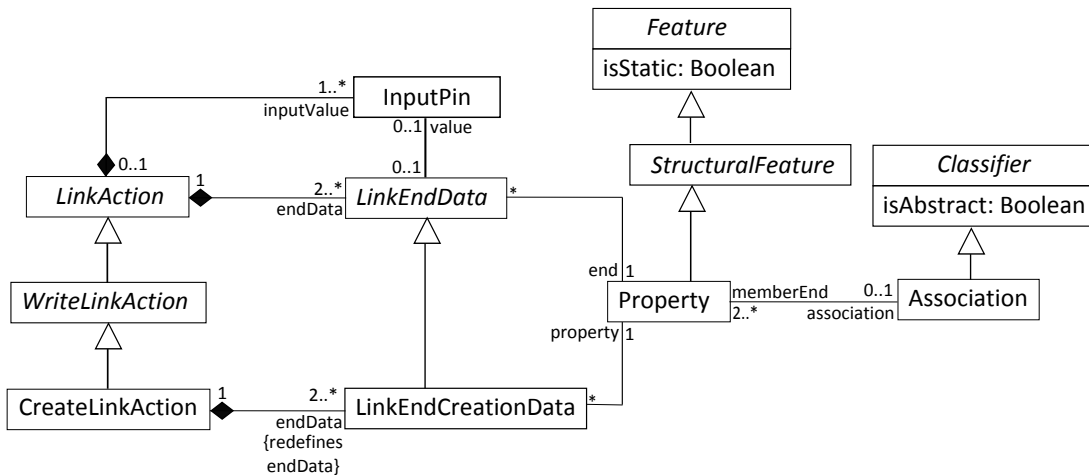 Feature
isStatic: Boolean
1..*
inputValue
InputPin
0..1
value
0..1
StructuralFeature
Classifier
isAbstract: Boolean
LinkAction
1
2..*
endData
0..1
LinkEndData
*
WriteLinkAction
end
1
Property
memberEnd
2..*
0..1
association
Association
property
1
CreateLinkAction
1
2..*
endData
{redefines
endData}
LinkEndCreationData
*